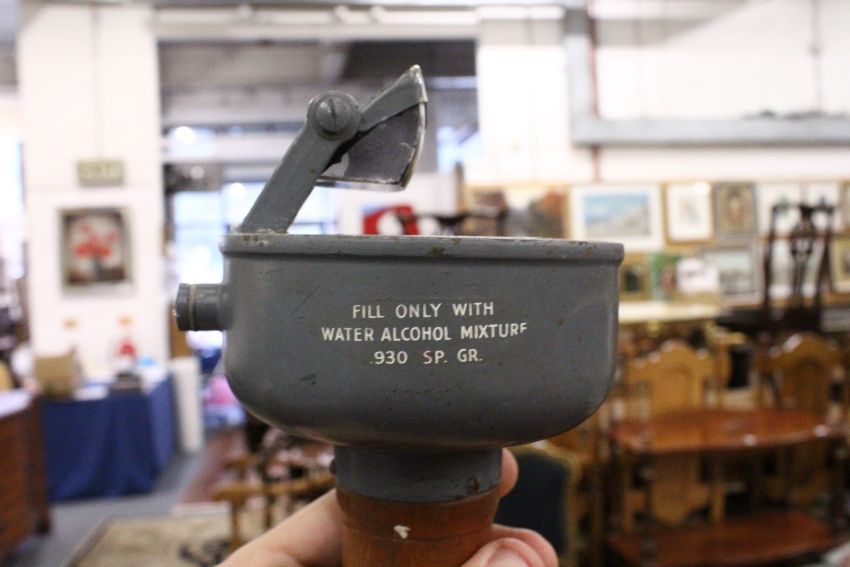 FILL ONLY WITH
WATER ALCOHOL MIXTURE
.930 SP. GR.